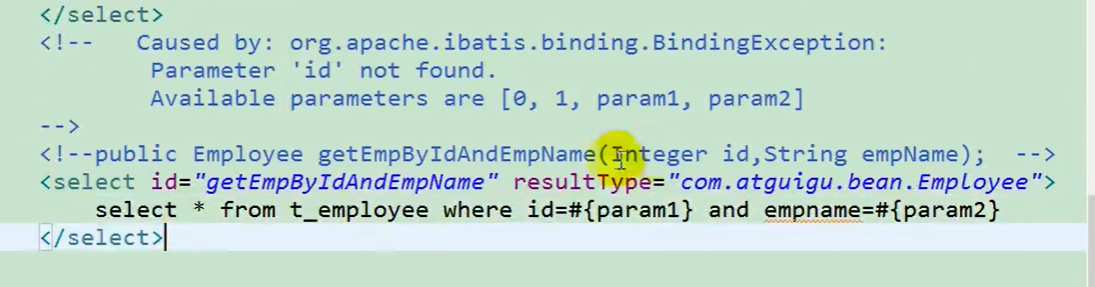 </select>
<!-- Caused by: org.apache.ibatis.binding.BindingException:
Parameter 'id' not found.
Available parameters are [0, 1, param1, param2]
-->
<!--public Employee getEmpByIdAndEmpName(Integer id,String empName); -->
<select id="getEmpByIdAndEmpName" resultType="com.atguigu.bean.Employee">
select * from t_employee where id=#{param1} and empname=#{param2}
</select>